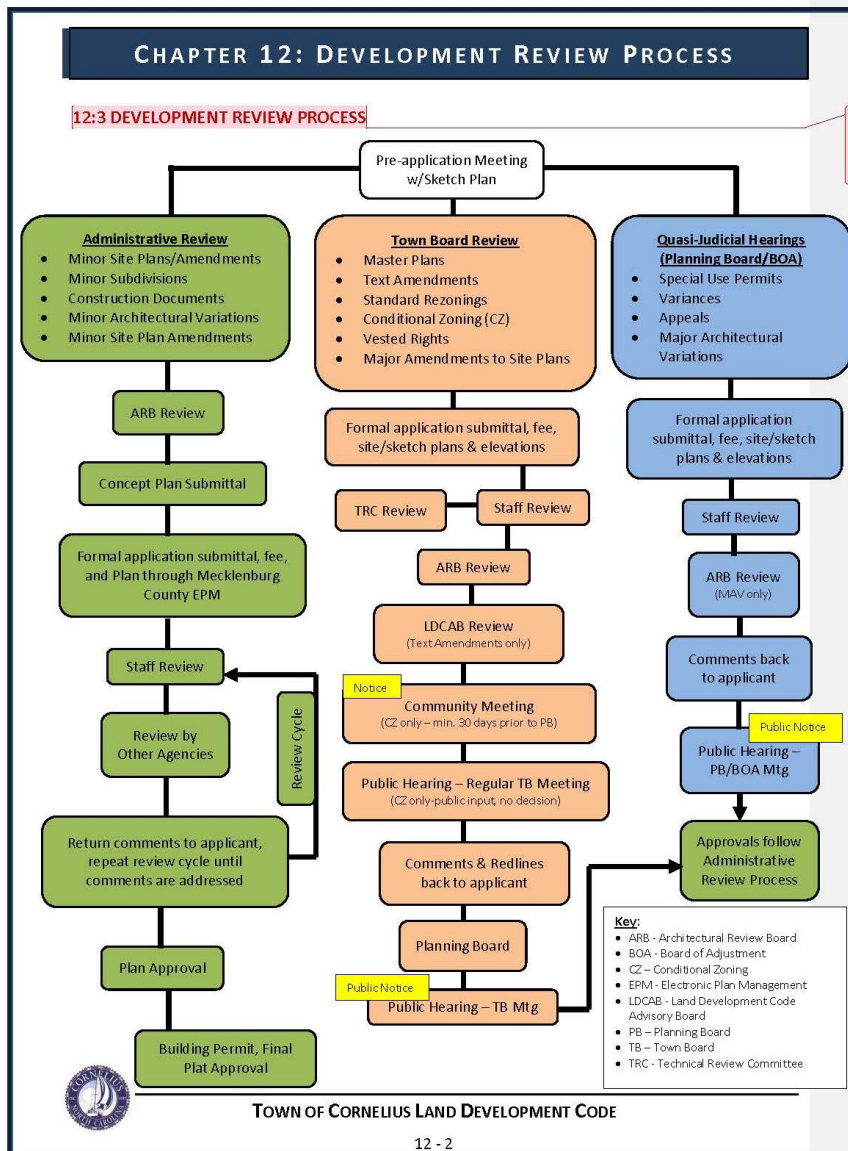 CHAPTER 12: DEVELOPMENT REVIEW PROCESS
12:3 DEVELOPMENT REVIEW PROCESS
Pre-application Meeting
w/Sketch Plan
Administrative Review
• Minor Site Plans/Amendments
• Minor Subdivisions
• Construction Documents
• Minor Architectural Variations
• Minor Site Plan Amendments
ARB Review
Concept Plan Submittal
Formal application submittal, fee,
and Plan through Mecklenburg
County EPM
Staff Review
Review by
Other Agencies
Review Cycle
Return comments to applicant,
repeat review cycle until
comments are addressed
Plan Approval
Building Permit, Final
Plat Approval
Town Board Review
• Master Plans
• Text Amendments
• Standard Rezonings
• Conditional Zoning (CZ)
• Vested Rights
• Major Amendments to Site Plans
Formal application submittal, fee,
site/sketch plans & elevations
TRC Review
Staff Review
ARB Review
LDCAB Review
(Text Amendments only)
Notice
Community Meeting
(CZ only – min. 30 days prior to PB)
Public Hearing – Regular TB Meeting
(CZ only-public input, no decision)
Comments & Redlines
back to applicant
Planning Board
Public Notice
Public Hearing – TB Mtg
Quasi-Judicial Hearings
(Planning Board/BOA)
• Special Use Permits
• Variances
• Appeals
• Major Architectural
Variations
Formal application
submittal, fee, site/sketch
plans & elevations
Staff Review
ARB Review
(MAV only)
Comments back
to applicant
Public Notice
Public Hearing –
PB/BOA Mtg
Approvals follow
Administrative
Review Process
Key:
• ARB - Architectural Review Board
• BOA - Board of Adjustment
• CZ – Conditional Zoning
• EPM - Electronic Plan Management
• LDCAB - Land Development Code
Advisory Board
• PB – Planning Board
• TB – Town Board
• TRC - Technical Review Committee
CORNELIUS
NORTH CAROLINA
TOWN OF CORNELIUS LAND DEVELOPMENT CODE
12 - 2